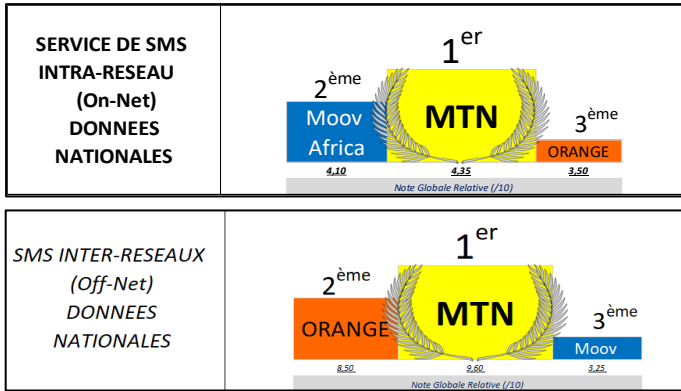 SERVICE DE SMS
INTRA-RESEAU
(On-Net)
DONNEES
NATIONALES
1er
2ème
Moov
Africa
MTN
3ème
ORANGE
4,10
4,35
3,50
Note Globale Relative (/10)
SMS INTER-RESEAUX
(Off-Net)
DONNEES
NATIONALES
1er
2ème
ORANGE
MTN
3ème
Moov
8,50
9,60
3,25
Note Globale Relative (/10)